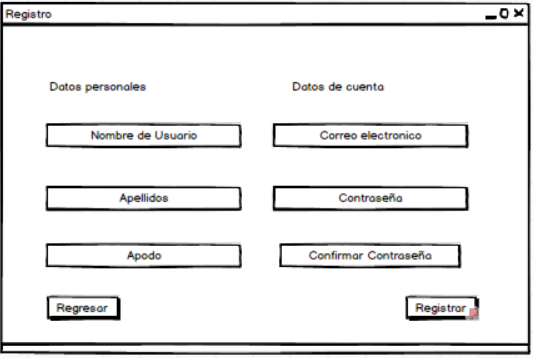 Registro
Datos personales
Datos de cuenta
Nombre de Usuario
Correo electronico
Apellidos
Contraseña
Apodo
Confirmar Contraseña
Regresar
Registrar